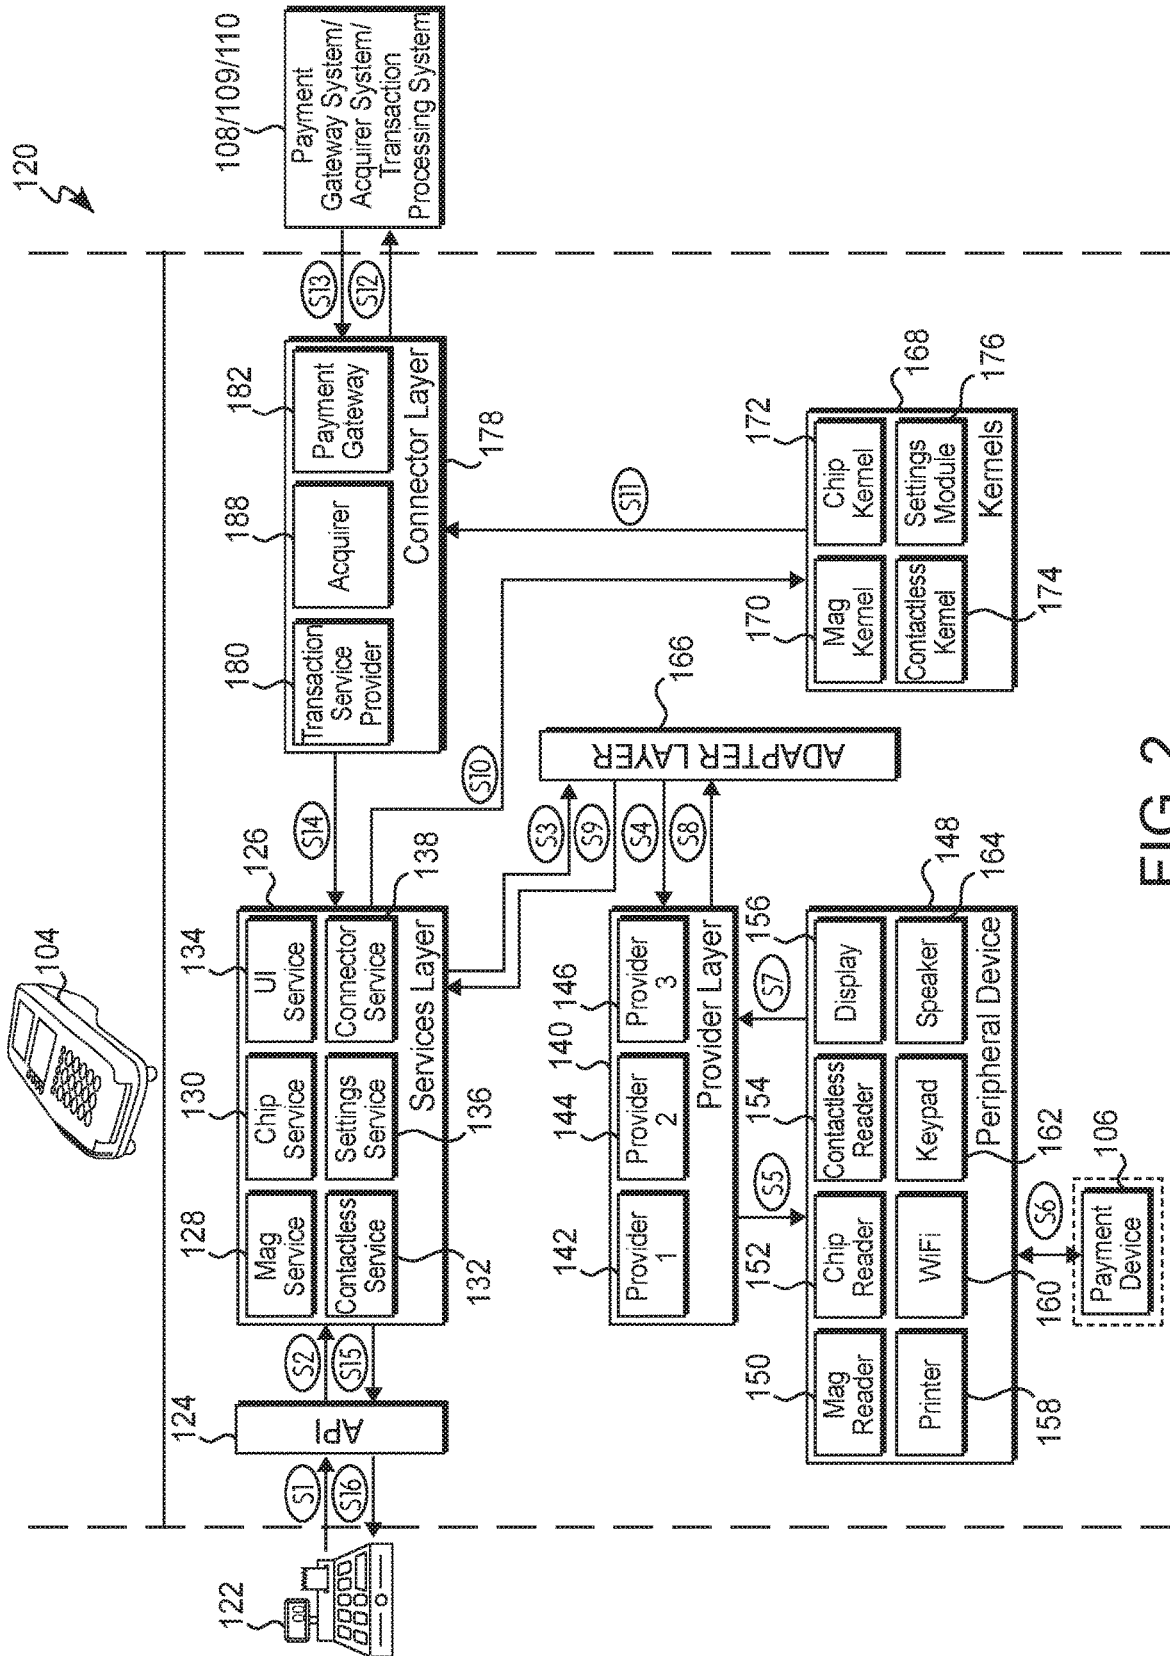 120
104
122
S1
S16
124
API
S2
S15
126
128
Mag
Service
130
Chip
Service
134
UI
Service
Contactless
Service
132
Settings
Service
136
Connector
Service
138
Services Layer
S14
S10
S3
S9
S4
S8
180
Transaction
Service
Provider
188
Acquirer
182
Payment
Gateway
Connector Layer
178
S13
S12
108/109/110
Payment
Gateway System/
Acquirer System/
Transaction
Processing System
S11
166
ADAPTER LAYER
142
Provider
1
144
Provider
2
140
146
Provider
3
Provider Layer
S5
S7
150
Mag
Reader
152
Chip
Reader
154
Contactless
Reader
156
Display
Printer
158
WiFi
160
Keypad
162
Speaker
164
148
Peripheral Device
S6
Payment
Device
106
170
Mag
Kernel
172
Chip
Kernel
168
Contactless
Kernel
174
Settings
Module
176
Kernels
FIG. 2